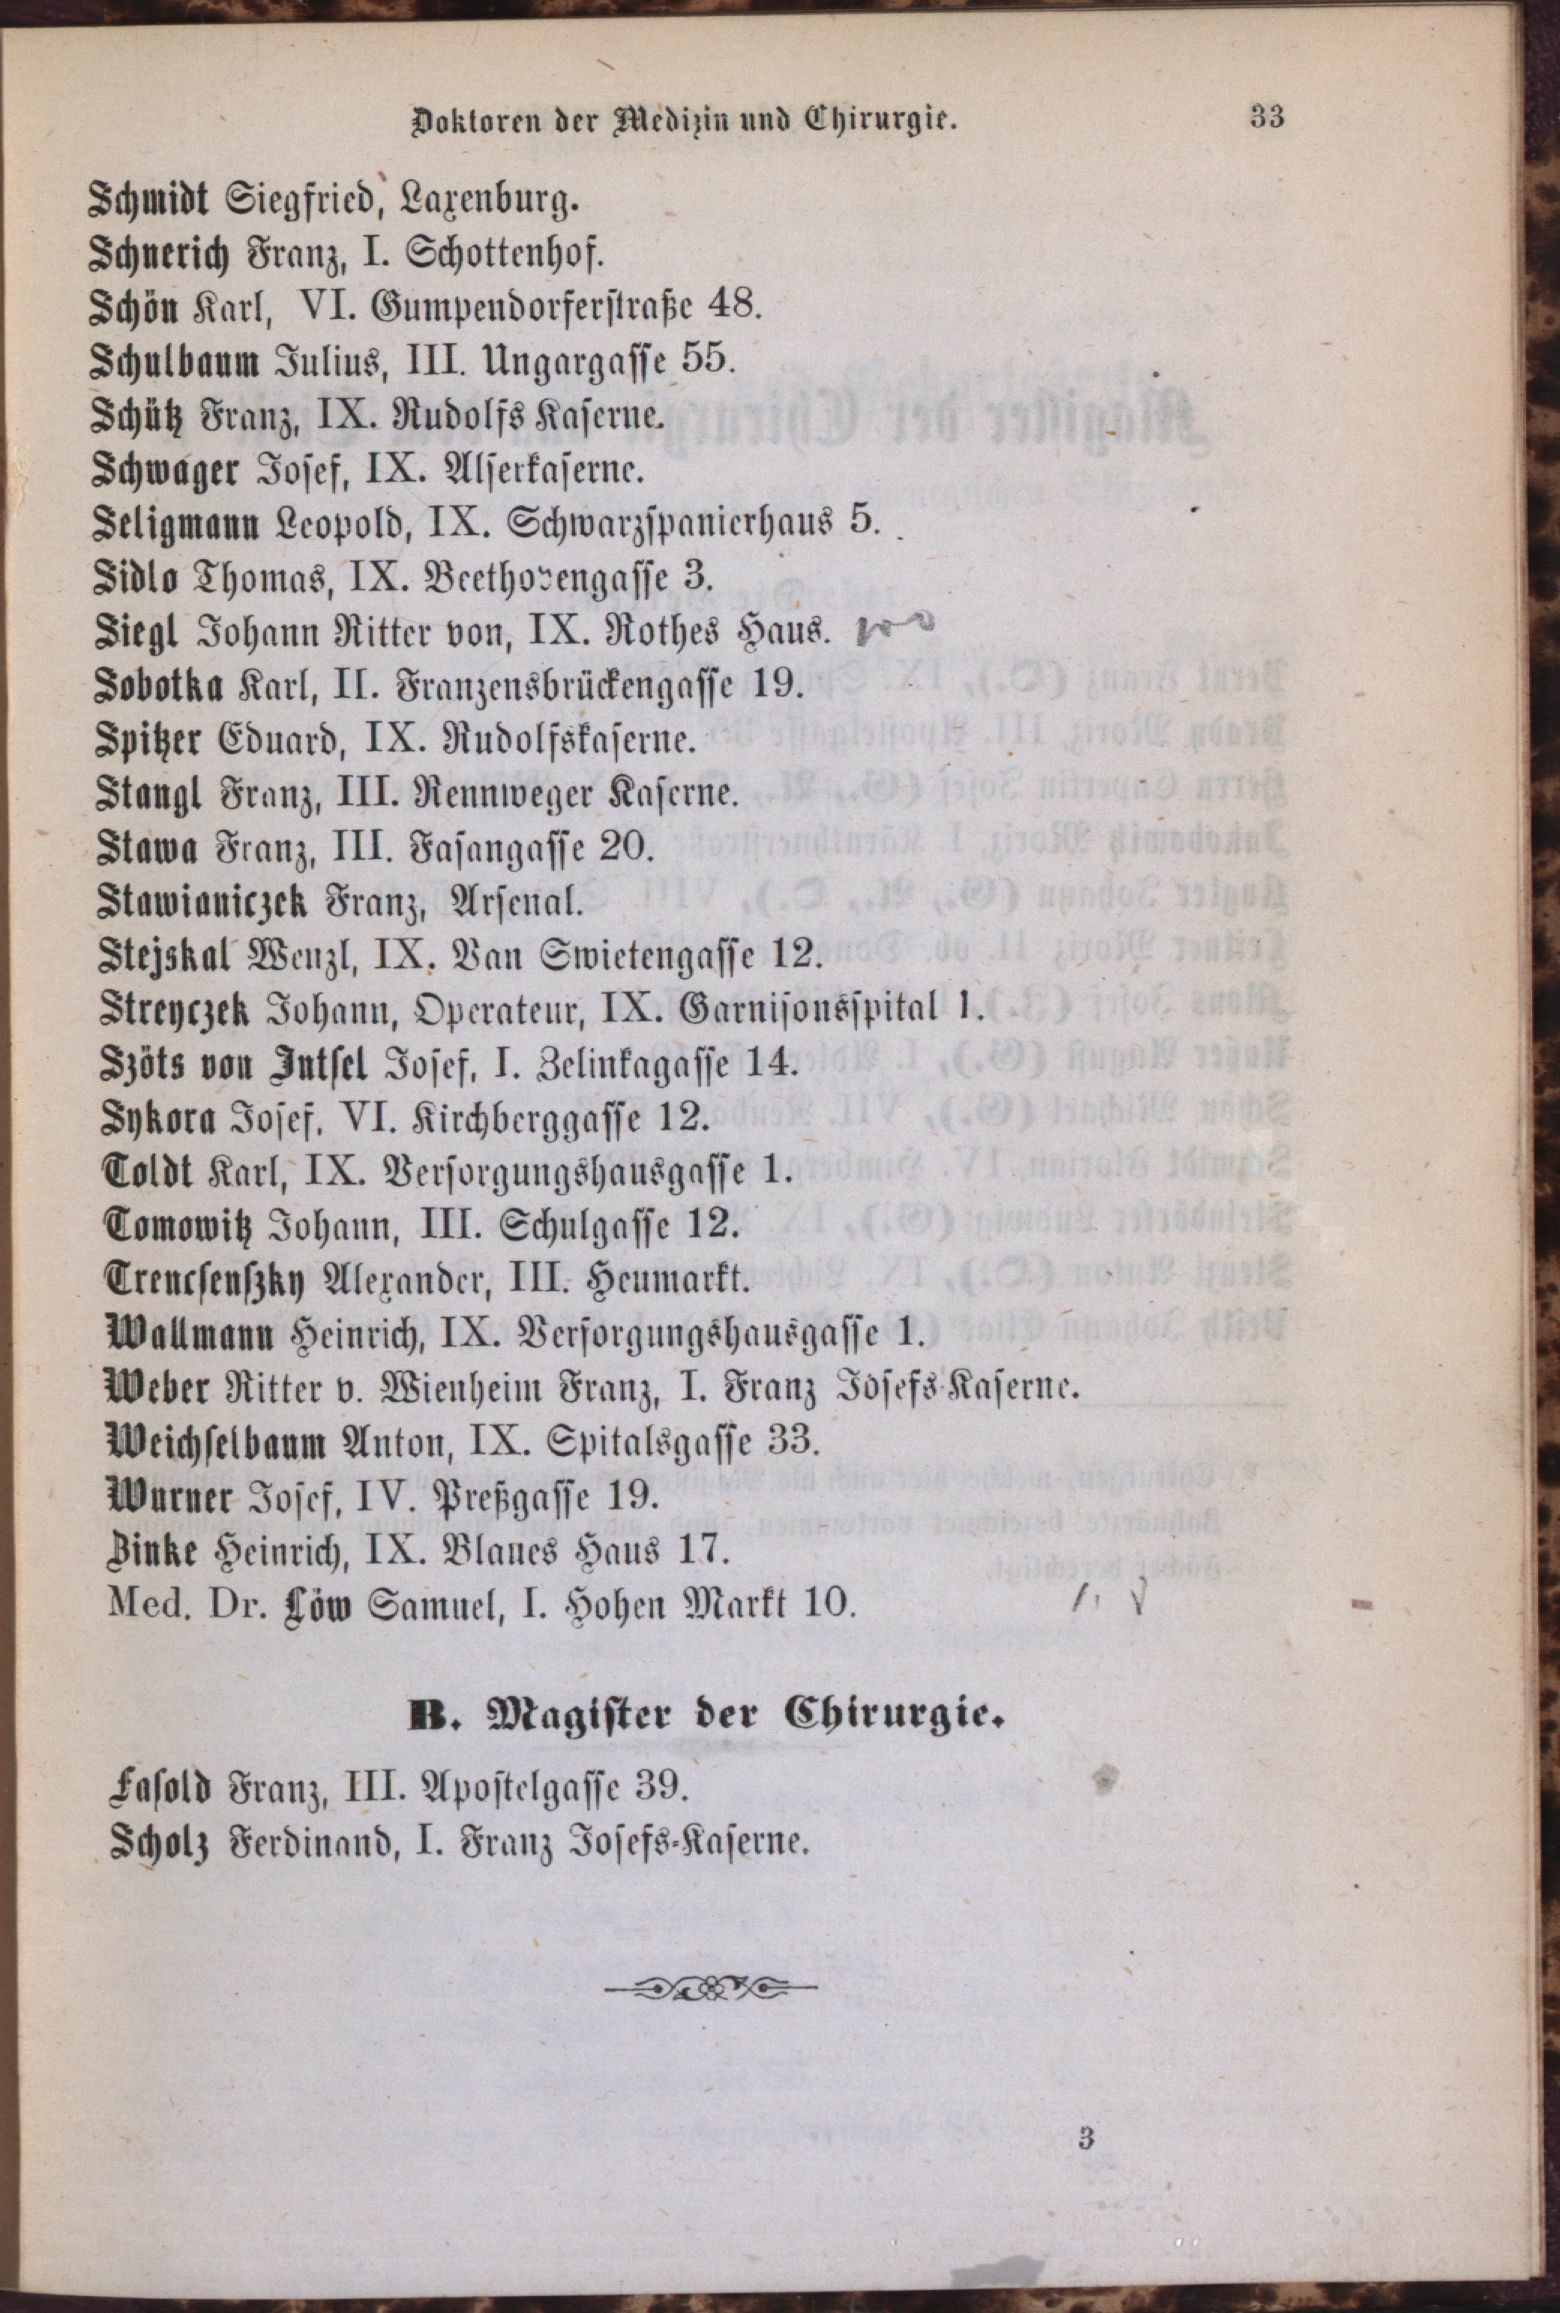 Doktoren der Medizin und Chirurgie. 33
Schmidt Siegfried, Laxenburg.
Schnerich Franz, I. Schottenhof.
Schön Karl, VI. Gumpendorferstraße 48.
Schulbaum Julius, III. Ungargasse 55.
Schütz Franz, IX. Rudolfs Kaserne.
Schwager Josef, IX. Alserkaserne.
Seligmann Leopold, IX. Schwarzspanierhaus 5.
Sidlo Thomas, IX. Beethovengasse 3.
Siegl Johann Ritter von, IX. Rothes Haus.
Sobotka Karl, II. Franzensbrückengasse 19.
Spitzer Eduard, IX. Rudolfskaserne.
Stangl Franz, III. Rennweger Kaserne.
Stawa Franz, III. Fasangasse 20.
Stawianiczek Franz, Arsenal.
Stejskal Wenzl, IX. Van Swietengasse 12.
Streyczek Johann, Operateur, IX. Garnisonsspital 1.
Szöts von Intsel Josef, I. Zelinkagasse 14.
Sykora Josef, VI. Kirchberggasse 12.
Toldt Karl, IX. Versorgungshausgasse 1.
Tomowitz Johann, III. Schulgasse 12.
Trencsenszky Alexander, III. Heumarkt.
Wallmann Heinrich, IX. Versorgungshausgasse 1.
Weber Ritter v. Wienheim Franz, I. Franz Josefs-Kaserne.
Weichselbaum Anton, IX. Spitalsgasse 33.
Wurner Josef, IV. Preßgasse 19.
Zinke Heinrich, IX. Blaues Haus 17.
Med. Dr. Löw Samuel, I. Hohen Markt 10.
B. Magister der Chirurgie.
Fasold Franz, III. Apostelgasse 39.
Scholz Ferdinand, I. Franz Josefs-Kaserne.
3